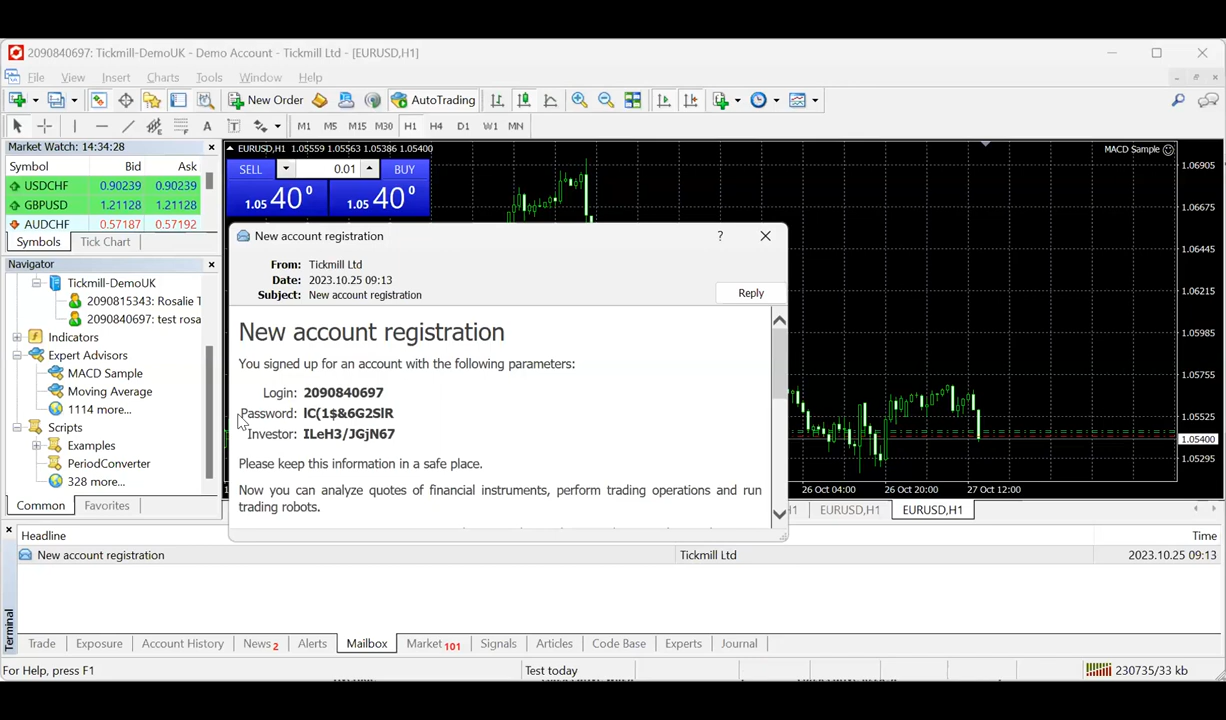 2090840697: Tickmill-DemoUK - Demo Account - Tickmill Ltd - [EURUSD,H1]
File View Insert Charts Tools Window Help
New Order AutoTrading
A T M1 M5 M15 M30 H1 H4 D1 W1 MN
Market Watch: 14:34:28
Symbol Bid Ask
USDCHF 0.90239 0.90239
GBPUSD 1.21128 1.21128
AUDCHF 0.57187 0.57192
Symbols Tick Chart
Navigator
Tickmill-DemoUK
2090815343: Rosalie T
2090840697: test rosa
Indicators
Expert Advisors
MACD Sample
Moving Average
1114 more...
Scripts
Examples
PeriodConverter
328 more...
Common Favorites
EURUSD,H1 1.05559 1.05563 1.05386 1.05400
MACD Sample
SELL 0.01 BUY
1.05 40 0 1.05 40 0
1.06905
1.06675
1.06445
1.06215
1.05985
1.05755
1.05525
1.05400
1.05295
26 Oct 04:00 26 Oct 20:00 27 Oct 12:00
EURUSD,H1 EURUSD,H1
New account registration
From: Tickmill Ltd
Date: 2023.10.25 09:13
Subject: New account registration
Reply
New account registration
You signed up for an account with the following parameters:
Login: 2090840697
Password: lC(1$&6G2SlR
Investor: ILeH3/JGjN67
Please keep this information in a safe place.
Now you can analyze quotes of financial instruments, perform trading operations and run
trading robots.
Headline Time
New account registration Tickmill Ltd 2023.10.25 09:13
Terminal
Trade Exposure Account History News 2 Alerts Mailbox Market 101 Signals Articles Code Base Experts Journal
For Help, press F1 Test today 230735/33 kb